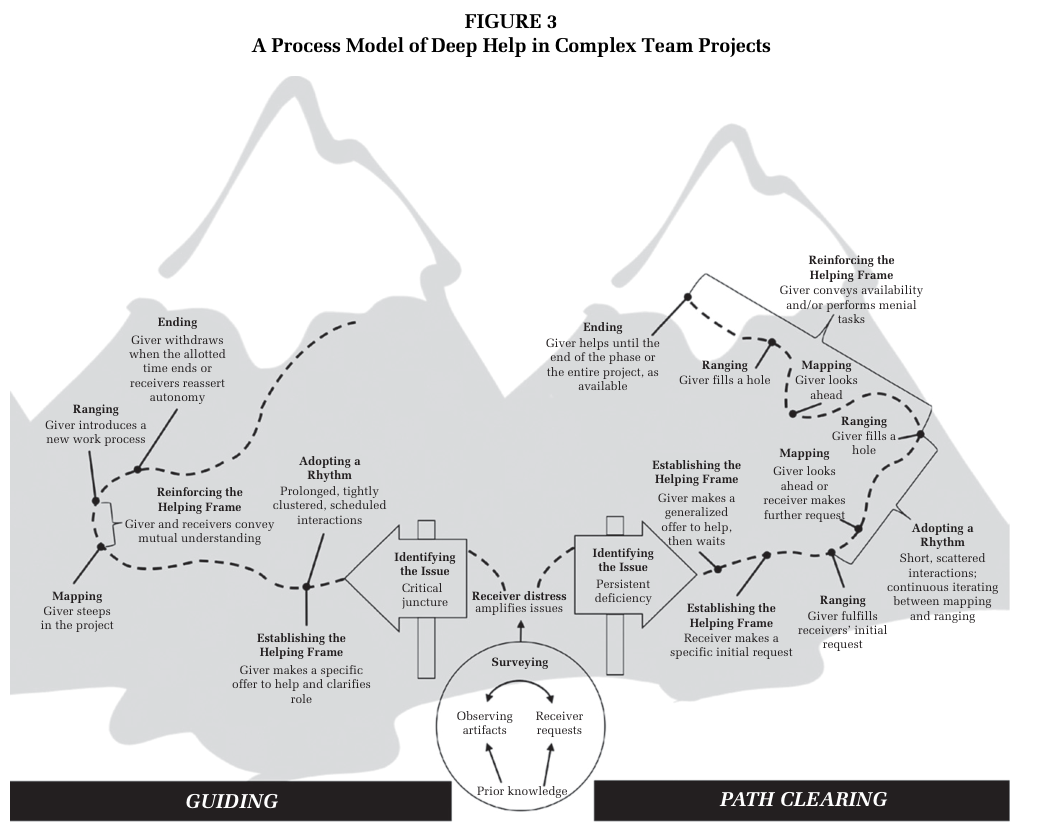 FIGURE 3
A Process Model of Deep Help in Complex Team Projects
Ending
Giver withdraws
when the allotted
time ends or
receivers reassert
autonomy
Ranging
Giver introduces a
new work process
Reinforcing the
Helping Frame
Giver and receivers convey
mutual understanding
Mapping
Giver steeps
in the project
Adopting a
Rhythm
Prolonged, tightly
clustered, scheduled
interactions
Establishing the
Helping Frame
Giver makes a specific
offer to help and clarifies
role
Identifying
the Issue
Critical
juncture
Receiver distress
amplifies issues
Surveying
Observing
artifacts
Receiver
requests
Prior knowledge
Identifying
the Issue
Persistent
deficiency
Establishing the
Helping Frame
Giver makes a
generalized
offer to help,
then waits
Establishing the
Helping Frame
Receiver makes a
specific initial request
Ranging
Giver fulfills
receivers’ initial
request
Mapping
Giver looks
ahead or
receiver makes
further request
Adopting a
Rhythm
Short, scattered
interactions;
continuous iterating
between mapping
and ranging
Ranging
Giver fills a
hole
Mapping
Giver looks
ahead
Ranging
Giver fills a hole
Reinforcing the
Helping Frame
Giver conveys availability
and/or performs menial
tasks
Ending
Giver helps until the
end of the phase or
the entire project, as
available
GUIDING
PATH CLEARING